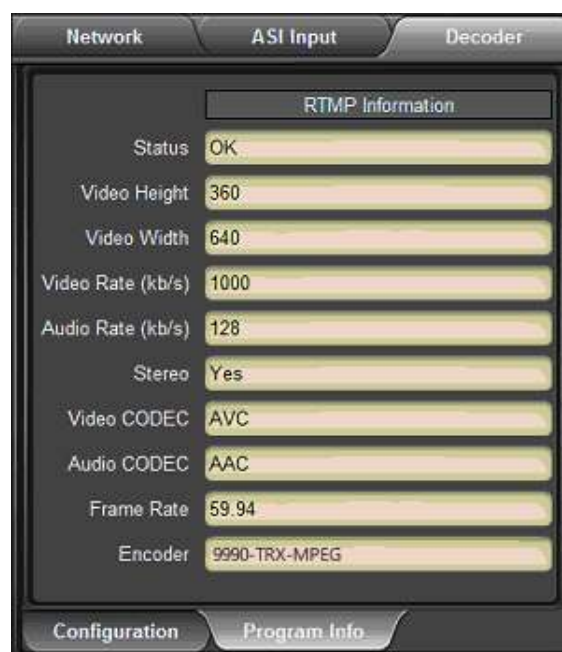 Network ASI Input Decoder
RTMP Information
Status OK
Video Height 360
Video Width 640
Video Rate (kb/s) 1000
Audio Rate (kb/s) 128
Stereo Yes
Video CODEC AVC
Audio CODEC AAC
Frame Rate 59.94
Encoder 9990-TRX-MPEG
Configuration Program Info